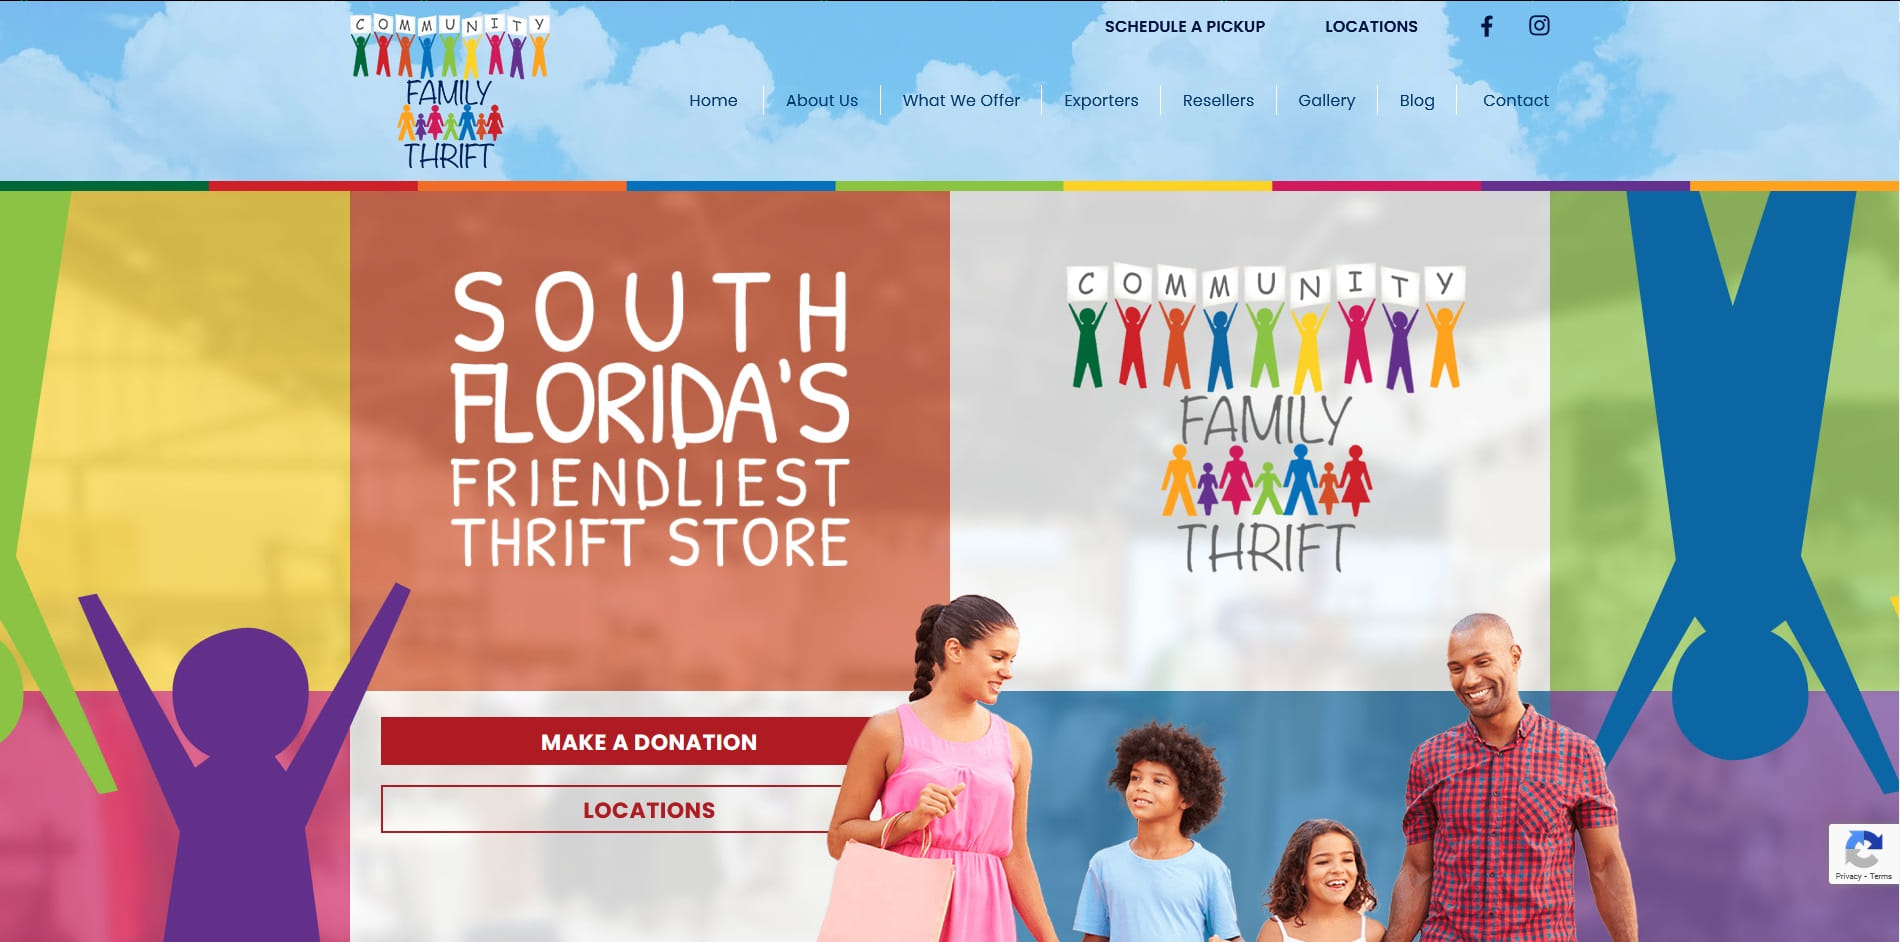 COMMUNITY
FAMILY
THRIFT
SCHEDULE A PICKUP
LOCATIONS
Home
About Us
What We Offer
Exporters
Resellers
Gallery
Blog
Contact
SOUTH
FLORIDA'S
FRIENDLIEST
THRIFT STORE
COMMUNITY
FAMILY
THRIFT
MAKE A DONATION
LOCATIONS
Privacy - Terms